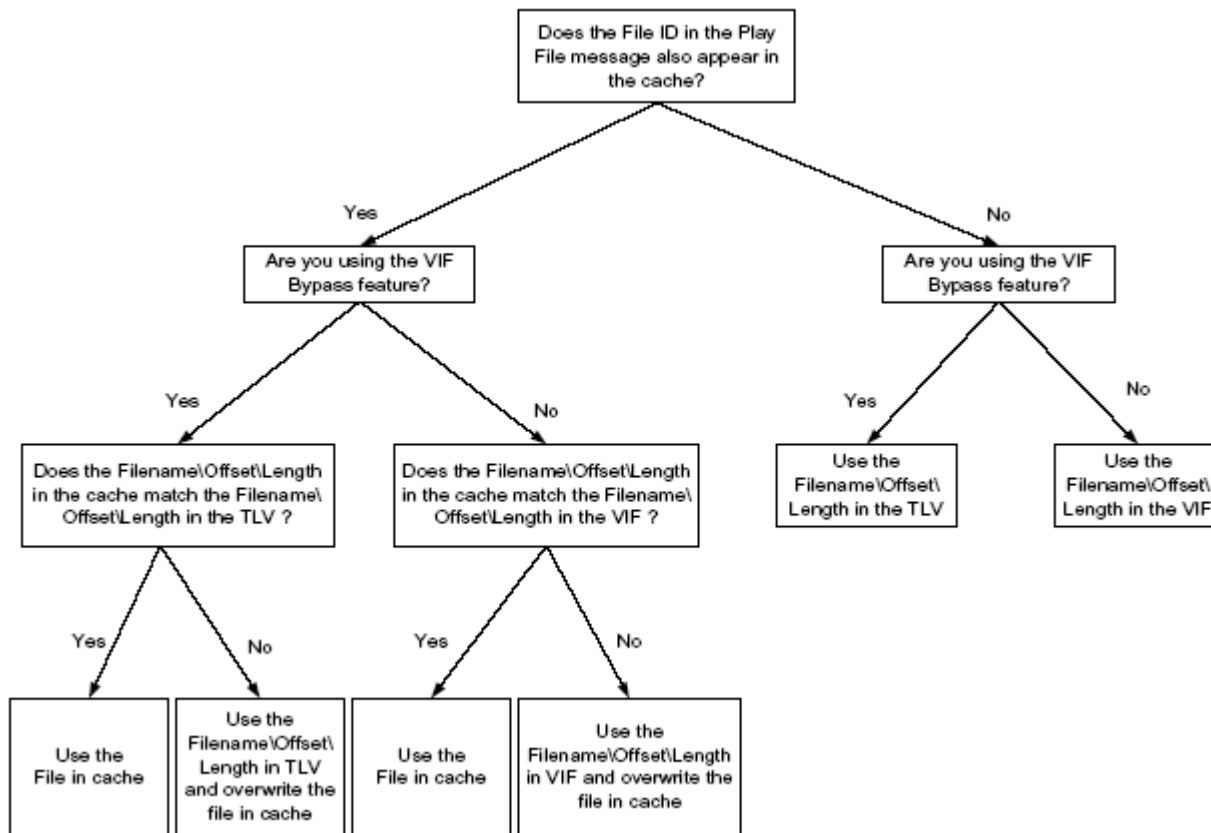 Does the File ID in the Play
File message also appear in
the cache?
Yes
No
Are you using the VIF
Bypass feature?
Are you using the VIF
Bypass feature?
Yes
No
Yes
No
Does the Filename\Offset\Length
in the cache match the Filename\
Offset\Length in the TLV ?
Does the Filename\Offset\Length
in the cache match the Filename\
Offset\Length in the VIF ?
Use the
Filename\Offset\
Length in the TLV
Use the
Filename\Offset\
Length in the VIF
Yes
No
Yes
No
Use the
File in cache
Use the
Filename\Offset\
Length in TLV
and overwrite the
file in cache
Use the
File in cache
Use the
Filename\Offset\Length
in VIF and overwrite the
file in cache